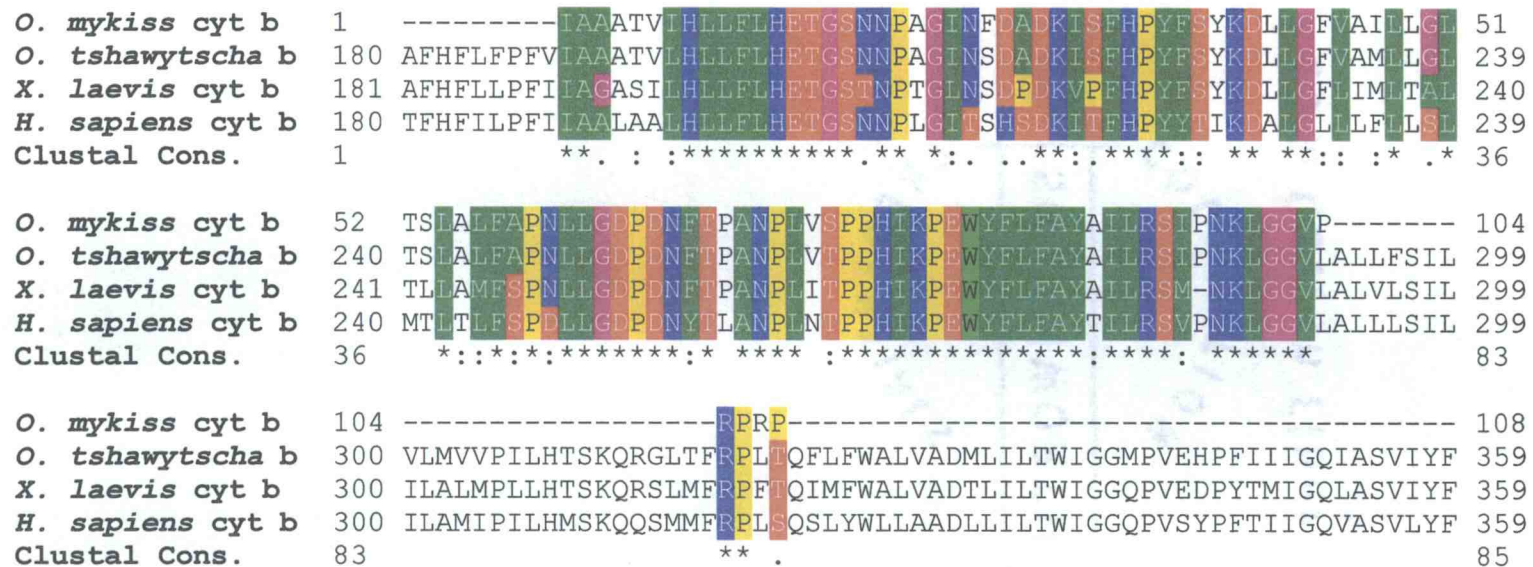 O. mykiss cyt b 1 ---------IAAATVIHLLFLHETGSNNPAGINFDADKISFHPYFSYKDLLGFVAILLGL 51
O. tshawytscha b 180 AFHFLFPFVIAAATVLHLLFLHETGSNNPAGINSDADKISFHPYFSYKDLLGFVAMLLGL 239
X. laevis cyt b 181 AFHFLLPFIIAGASILHLLFLHETGSTNPTGLNSDPDKVPFHPYFSYKDLLGFLIMLTAL 240
H. sapiens cyt b 180 TFHFILPFIIAALAALHLLFLHETGSNNPLGITSHSDKITFHPYYTIKDALGLLLFLLSL 239
Clustal Cons. 1 **. : :**********.** *:. ..**:.****:: ** **:: :* .* 36
O. mykiss cyt b 52 TSLALFAPNLLGDPDNFTPANPLVSPPHIKPEWYFLFAYAILRSIPNKLGGVP------- 104
O. tshawytscha b 240 TSLALFAPNLLGDPDNFTPANPLVTPPHIKPEWYFLFAYAILRSIPNKLGGVLALLFSIL 299
X. laevis cyt b 241 TLLAMFSPNLLGDPDNFTPANPLITPPHIKPEWYFLFAYAILRSM-NKLGGVLALVLSIL 299
H. sapiens cyt b 240 MTLTLFSPDLLGDPDNYTLANPLNTPPHIKPEWYFLFAYTILRSVPNKLGGVLALLLSIL 299
Clustal Cons. 36 *::*:*:*******:* **** :**************:****: ****** 83
O. mykiss cyt b 104 ------------------RPRP-------------------------------------- 108
O. tshawytscha b 300 VLMVVPILHTSKQRGLTFRPLTQFLFWALVADMLILTWIGGMPVEHPFIIIGQIASVIYF 359
X. laevis cyt b 300 ILALMPLLHTSKQRSLMFRPFTQIMFWALVADTLILTWIGGQPVEDPYTMIGQLASVIYF 359
H. sapiens cyt b 300 ILAMIPILHMSKQQSMMFRPLSQSLYWLLAADLLILTWIGGQPVSYPFTIIGQVASVLYF 359
Clustal Cons. 83 ** . 85